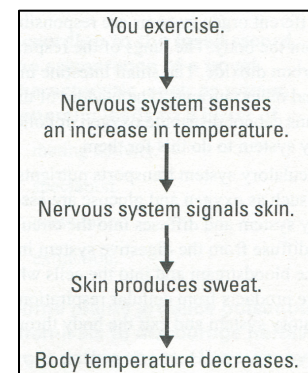 You exercise.
Nervous system senses
an increase in temperature.
Nervous system signals skin.
Skin produces sweat.
Body temperature decreases.